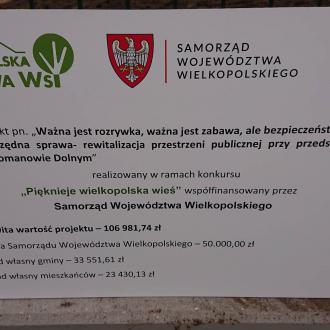 LSKA
A WSI
SAMORZĄD
WOJEWÓDZTWA
WIELKOPOLSKIEGO
kt pn. „Ważna jest rozrywka, ważna jest zabawa, ale bezpieczeńst
zędna sprawa- rewitalizacja przestrzeni publicznej przy przeds
omanowie Dolnym”
realizowany w ramach konkursu
„Pięknieje wielkopolska wieś” współfinansowany przez
Samorząd Województwa Wielkopolskiego
wita wartość projektu – 106 981,74 zł
a Samorządu Województwa Wielkopolskiego – 50.000,00 zł
d własny gminy – 33 551,61 zł
ad własny mieszkańców – 23 430,13 zł